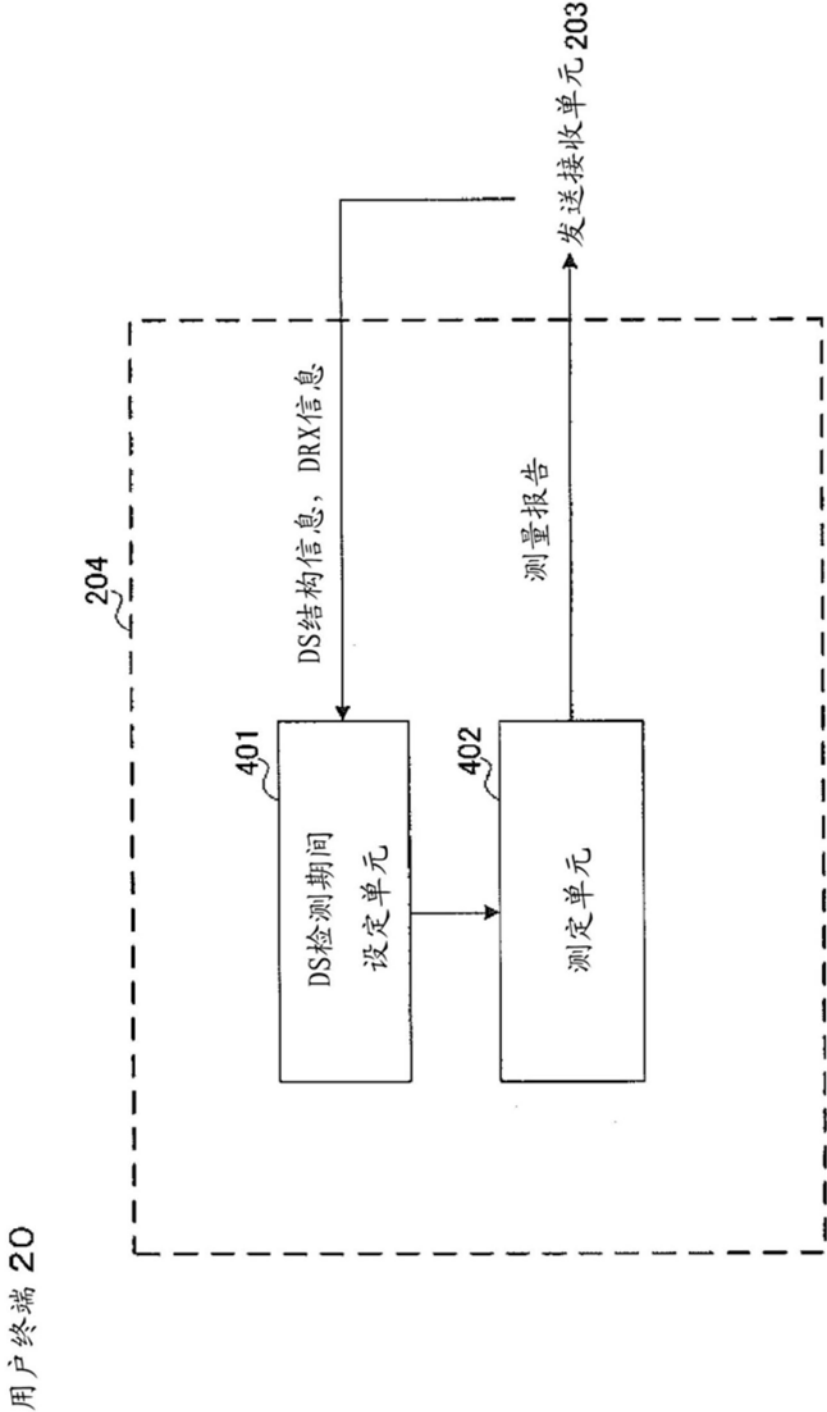 用户终端 20
204
DS结构信息, DRX信息
发送接收单元 203
401
DS检测期间
设定单元
402
测定单元
测量报告